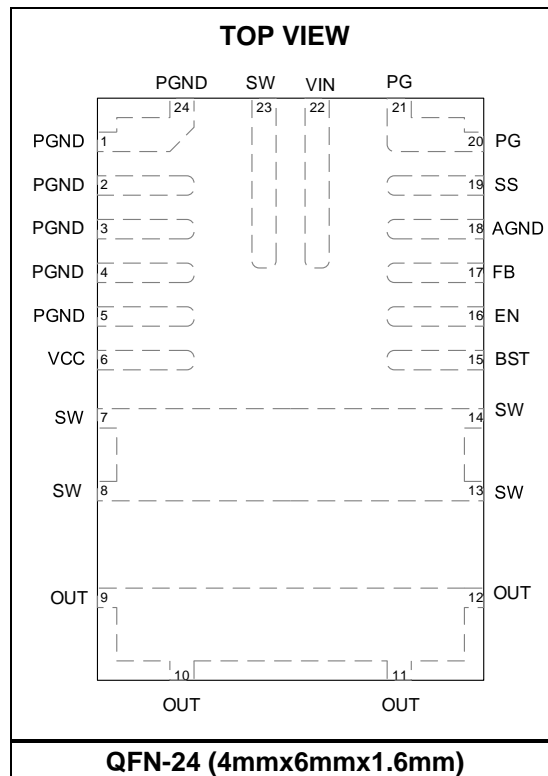 TOP VIEW
PGND SW VIN PG
24 23 22 21
PGND 1 20 PG
PGND 2 19 SS
PGND 3 18 AGND
PGND 4 17 FB
PGND 5 16 EN
VCC 6 15 BST
SW 7 14 SW
SW 8 13 SW
OUT 9 12 OUT
10 11
OUT OUT
QFN-24 (4mmx6mmx1.6mm)